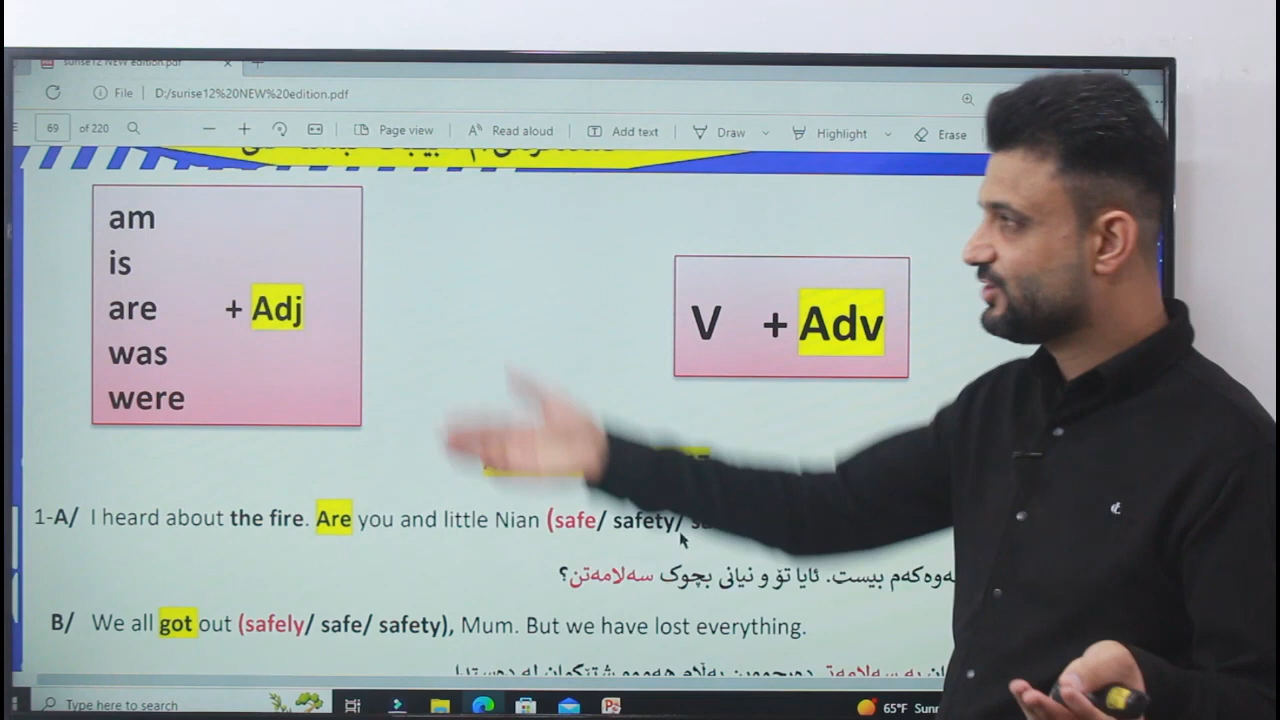 surise12 NEW edition.pdf
File | D:/surise12%20NEW%20edition.pdf
69 of 220 Page view Read aloud Add text Draw Highlight Erase
am
is
are + Adj
was
were
V + Adv
1-A/ I heard about the fire. Are you and little Nian (safe/ safety/
بیست. ئایا تۆ و نیانی بچوک سەلامەتن؟
B/ We all got out (safely/ safe/ safety), Mum. But we have lost everything.
Type here to search 65°F